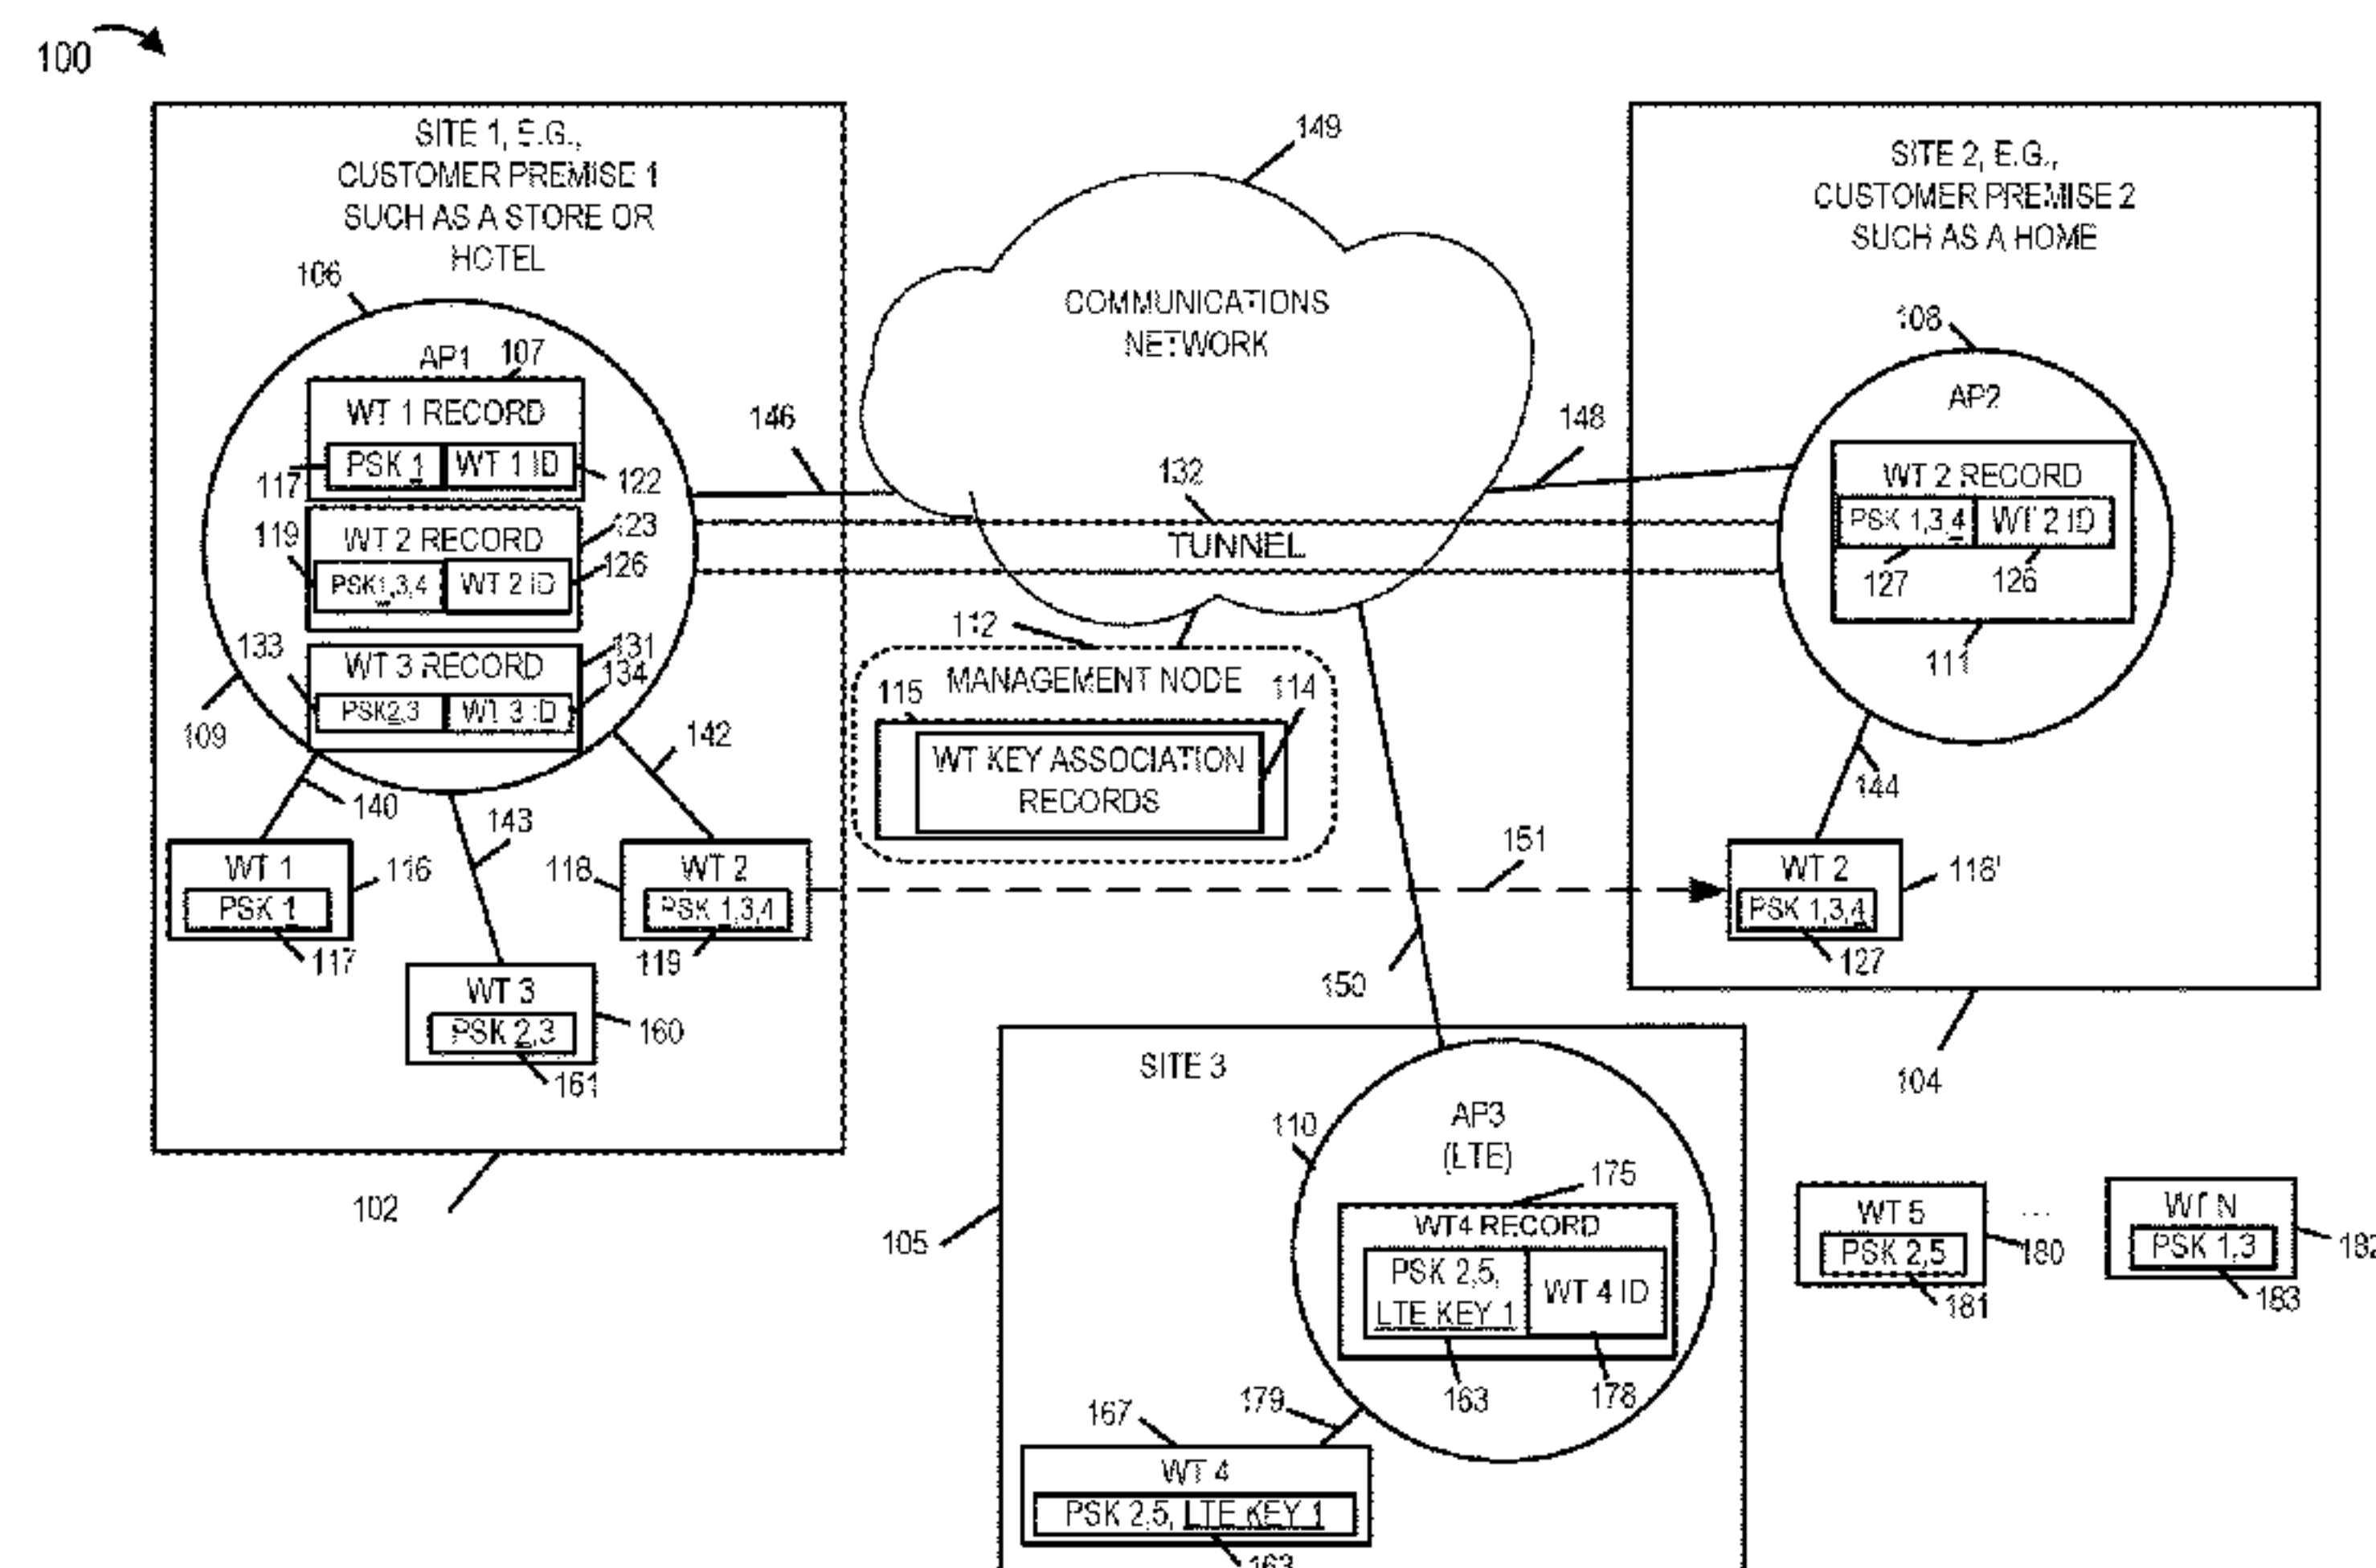 100
SITE 1, E.G.,
CUSTOMER PREMISE 1
SUCH AS A STORE OR
HOTEL
106
AP1
107
WT 1 RECORD
PSK 1
WT 1 ID
117
122
WT 2 RECORD
123
119
PSK1,3,4
WT 2 ID
126
WT 3 RECORD
131
133
PSK2,3
WT 3 ID
134
109
140
142
143
WT 1
PSK 1
116
117
WT 2
PSK 1,3,4
118
119
WT 3
PSK 2,3
160
161
102
149
COMMUNICATIONS
NETWORK
146
148
132
TUNNEL
112
MANAGEMENT NODE
115
114
WT KEY ASSOCIATION
RECORDS
151
150
SITE 2, E.G.,
CUSTOMER PREMISE 2
SUCH AS A HOME
108
AP2
WT 2 RECORD
PSK 1,3,4
WT 2 ID
127
126
111
144
WT 2
PSK 1,3,4
118'
127
104
SITE 3
110
AP3
(LTE)
175
WT4 RECORD
PSK 2,5,
LTE KEY 1
WT 4 ID
163
178
105
179
167
WT 4
PSK 2,5, LTE KEY 1
163
WT 5
PSK 2,5
180
181
...
WT N
PSK 1,3
182
183